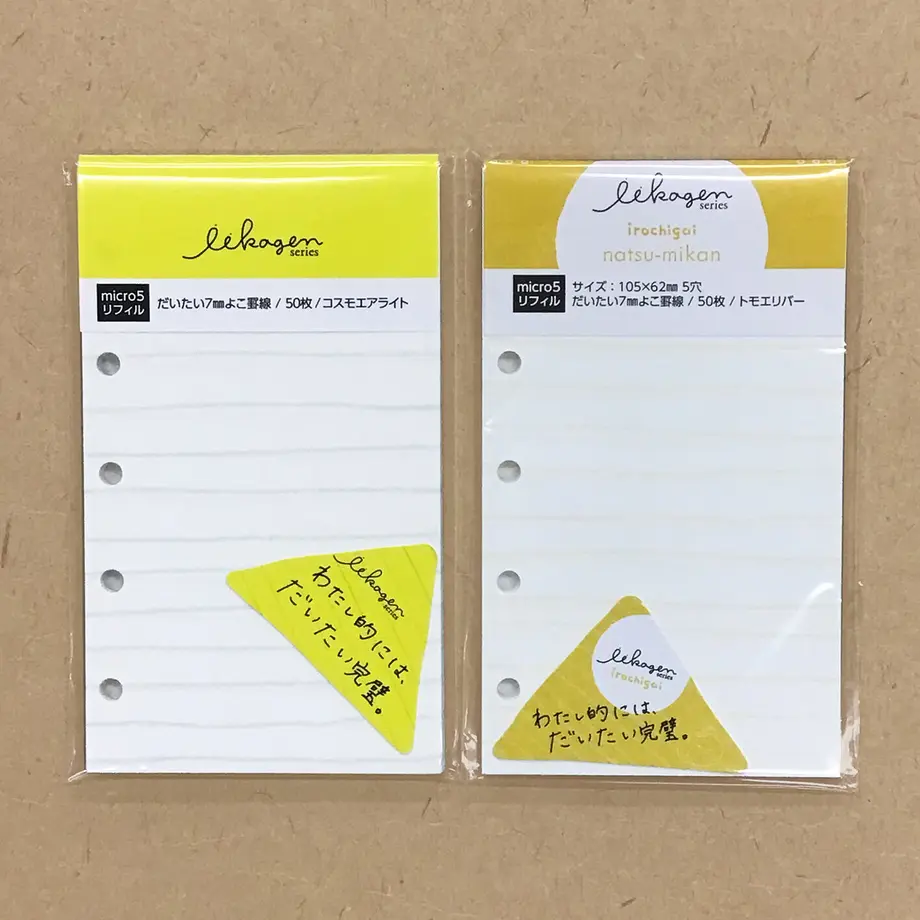 iikagen
series
micro5
リフィル
だいたい7㎜よこ罫線 / 50枚 / コスモエアライト
iikagen
series
わたし的には、
だいたい完璧。
iikagen
series
irochigai
natsu-mikan
micro5
リフィル
サイズ：105×62㎜ 5穴
だいたい7㎜よこ罫線 / 50枚 / トモエリバー
iikagen
series
irochigai
わたし的には、
だいたい完璧。